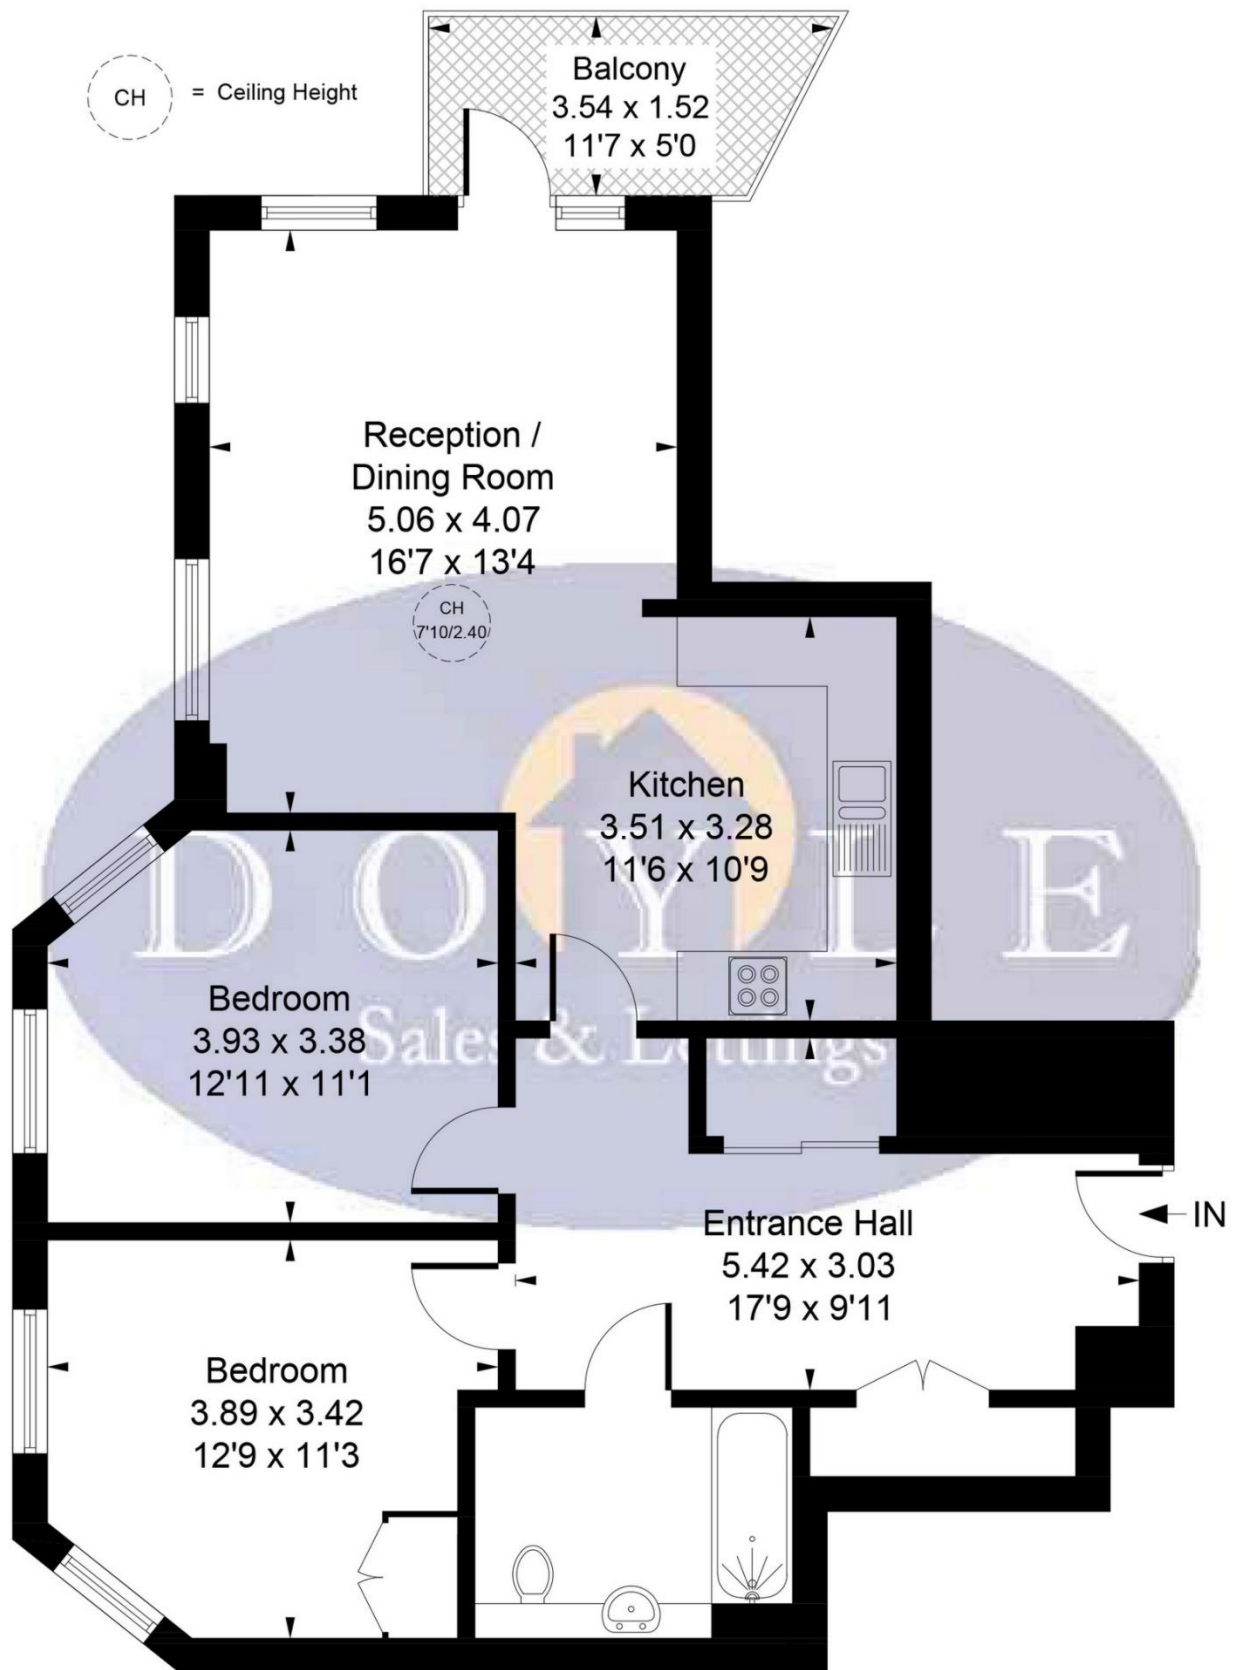 CH = Ceiling Height
Balcony
3.54 x 1.52
11'7 x 5'0
Reception /
Dining Room
5.06 x 4.07
16'7 x 13'4
CH
7'10/2.40
Kitchen
3.51 x 3.28
11'6 x 10'9
DOYLE
Sales & Lettings
Bedroom
3.93 x 3.38
12'11 x 11'1
IN
Entrance Hall
5.42 x 3.03
17'9 x 9'11
Bedroom
3.89 x 3.42
12'9 x 11'3